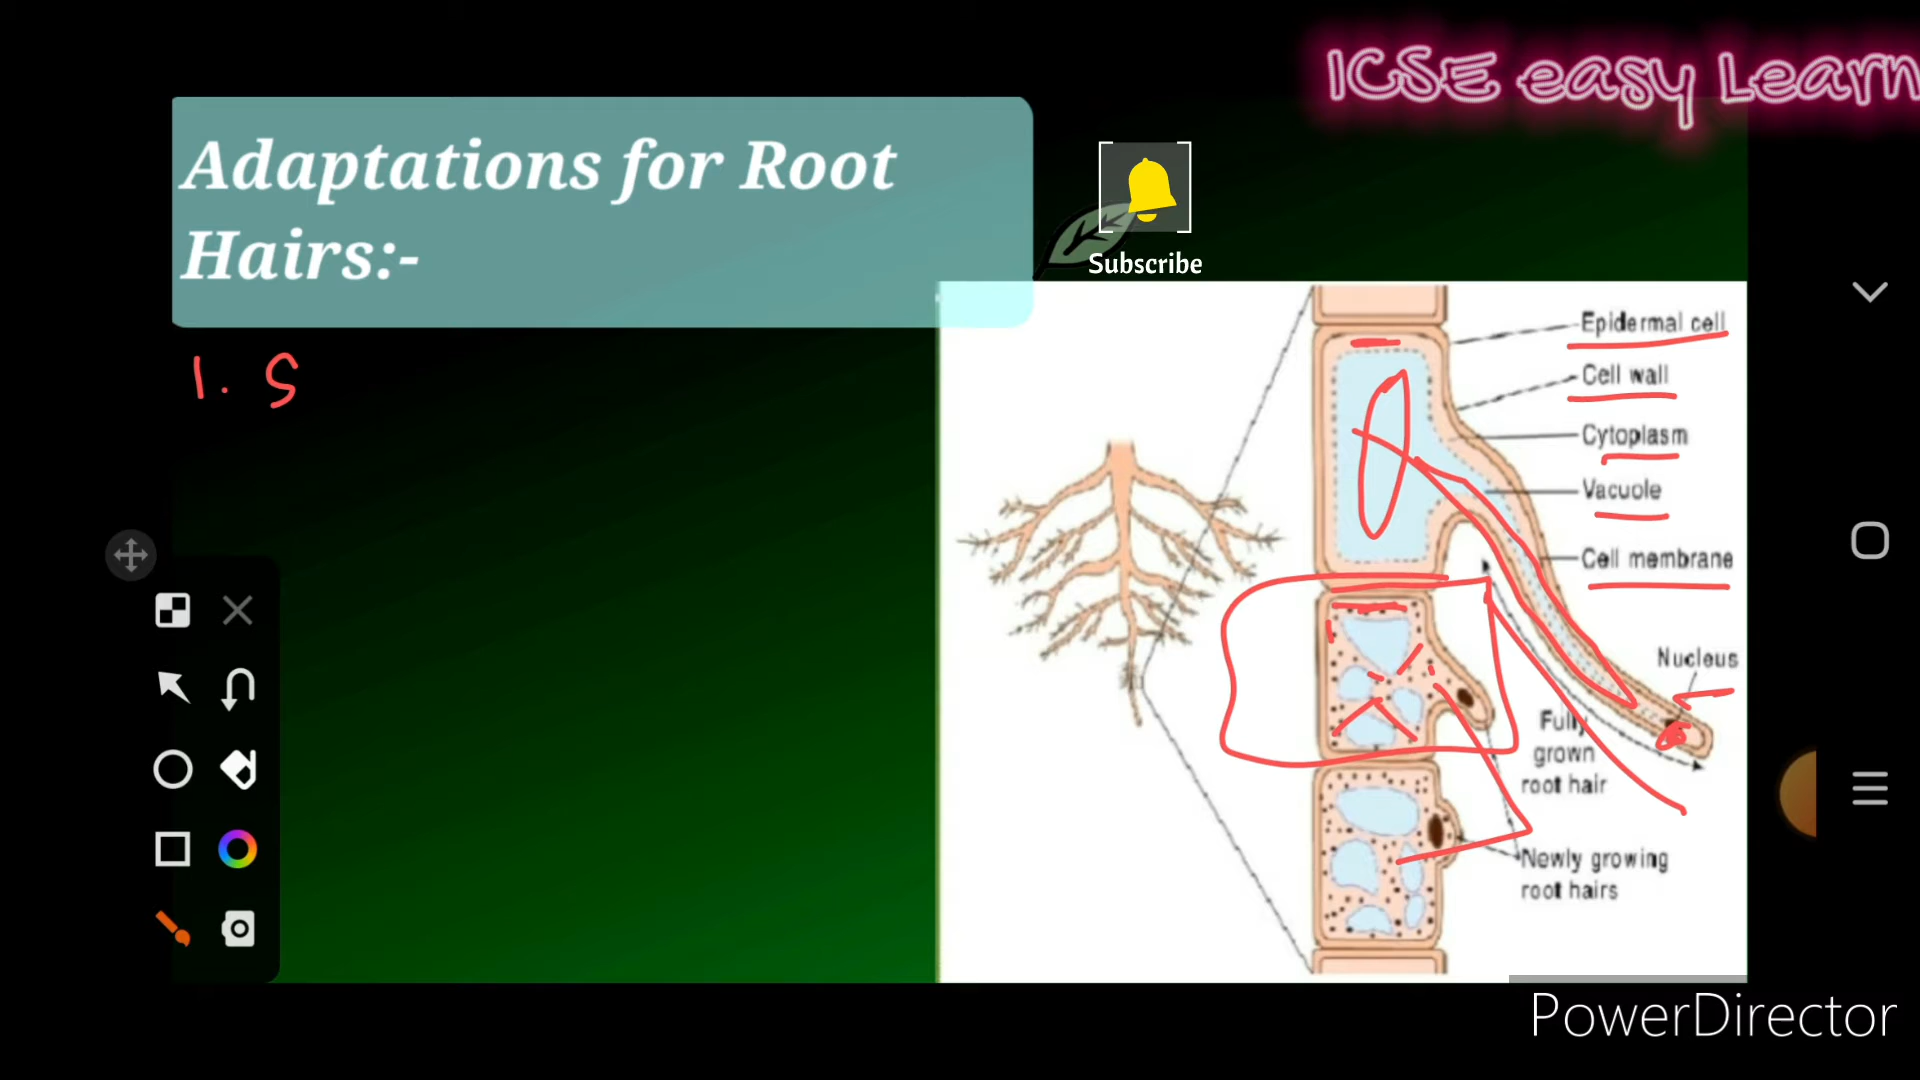 ICSE easy Learn
Adaptations for Root
Hairs:-
Subscribe
1. S
Epidermal cell
Cell wall
Cytoplasm
Vacuole
Cell membrane
Nucleus
Fully
grown
root hair
Newly growing
root hairs
PowerDirector